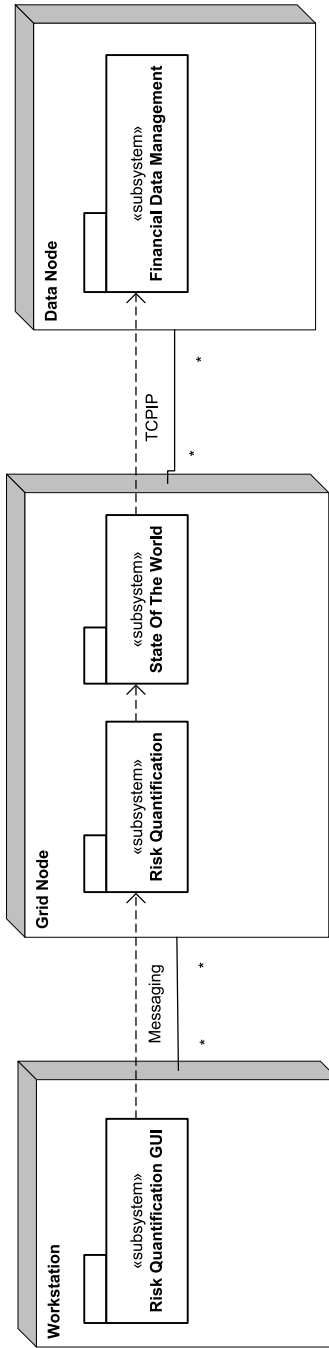 Workstation
«subsystem»
Risk Quantification GUI
Messaging
*
*
Grid Node
«subsystem»
Risk Quantification
«subsystem»
State Of The World
TCPIP
*
*
Data Node
«subsystem»
Financial Data Management